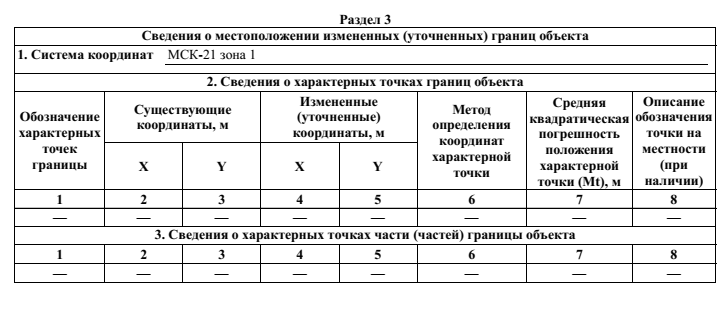 Раздел 3
Сведения о местоположении измененных (уточненных) границ объекта
1. Система координат МСК-21 зона 1
2. Сведения о характерных точках границ объекта
Обозначение характерных точек границы
Существующие координаты, м
Измененные (уточненные) координаты, м
Метод определения координат характерной точки
Средняя квадратическая погрешность положения характерной точки (Mt), м
Описание обозначения точки на местности (при наличии)
X Y X Y
1 2 3 4 5 6 7 8
— — — — — — — —
3. Сведения о характерных точках части (частей) границы объекта
1 2 3 4 5 6 7 8
— — — — — — — —